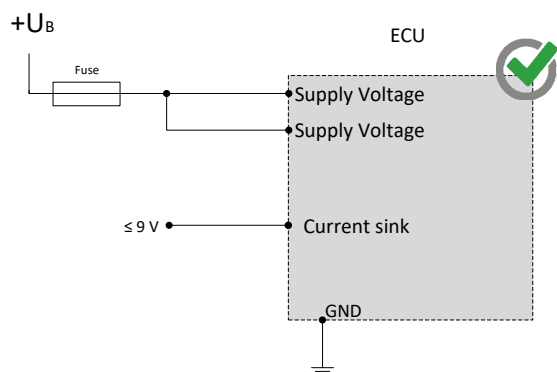 +UB
ECU
Fuse
Supply Voltage
Supply Voltage
≤ 9 V
Current sink
GND